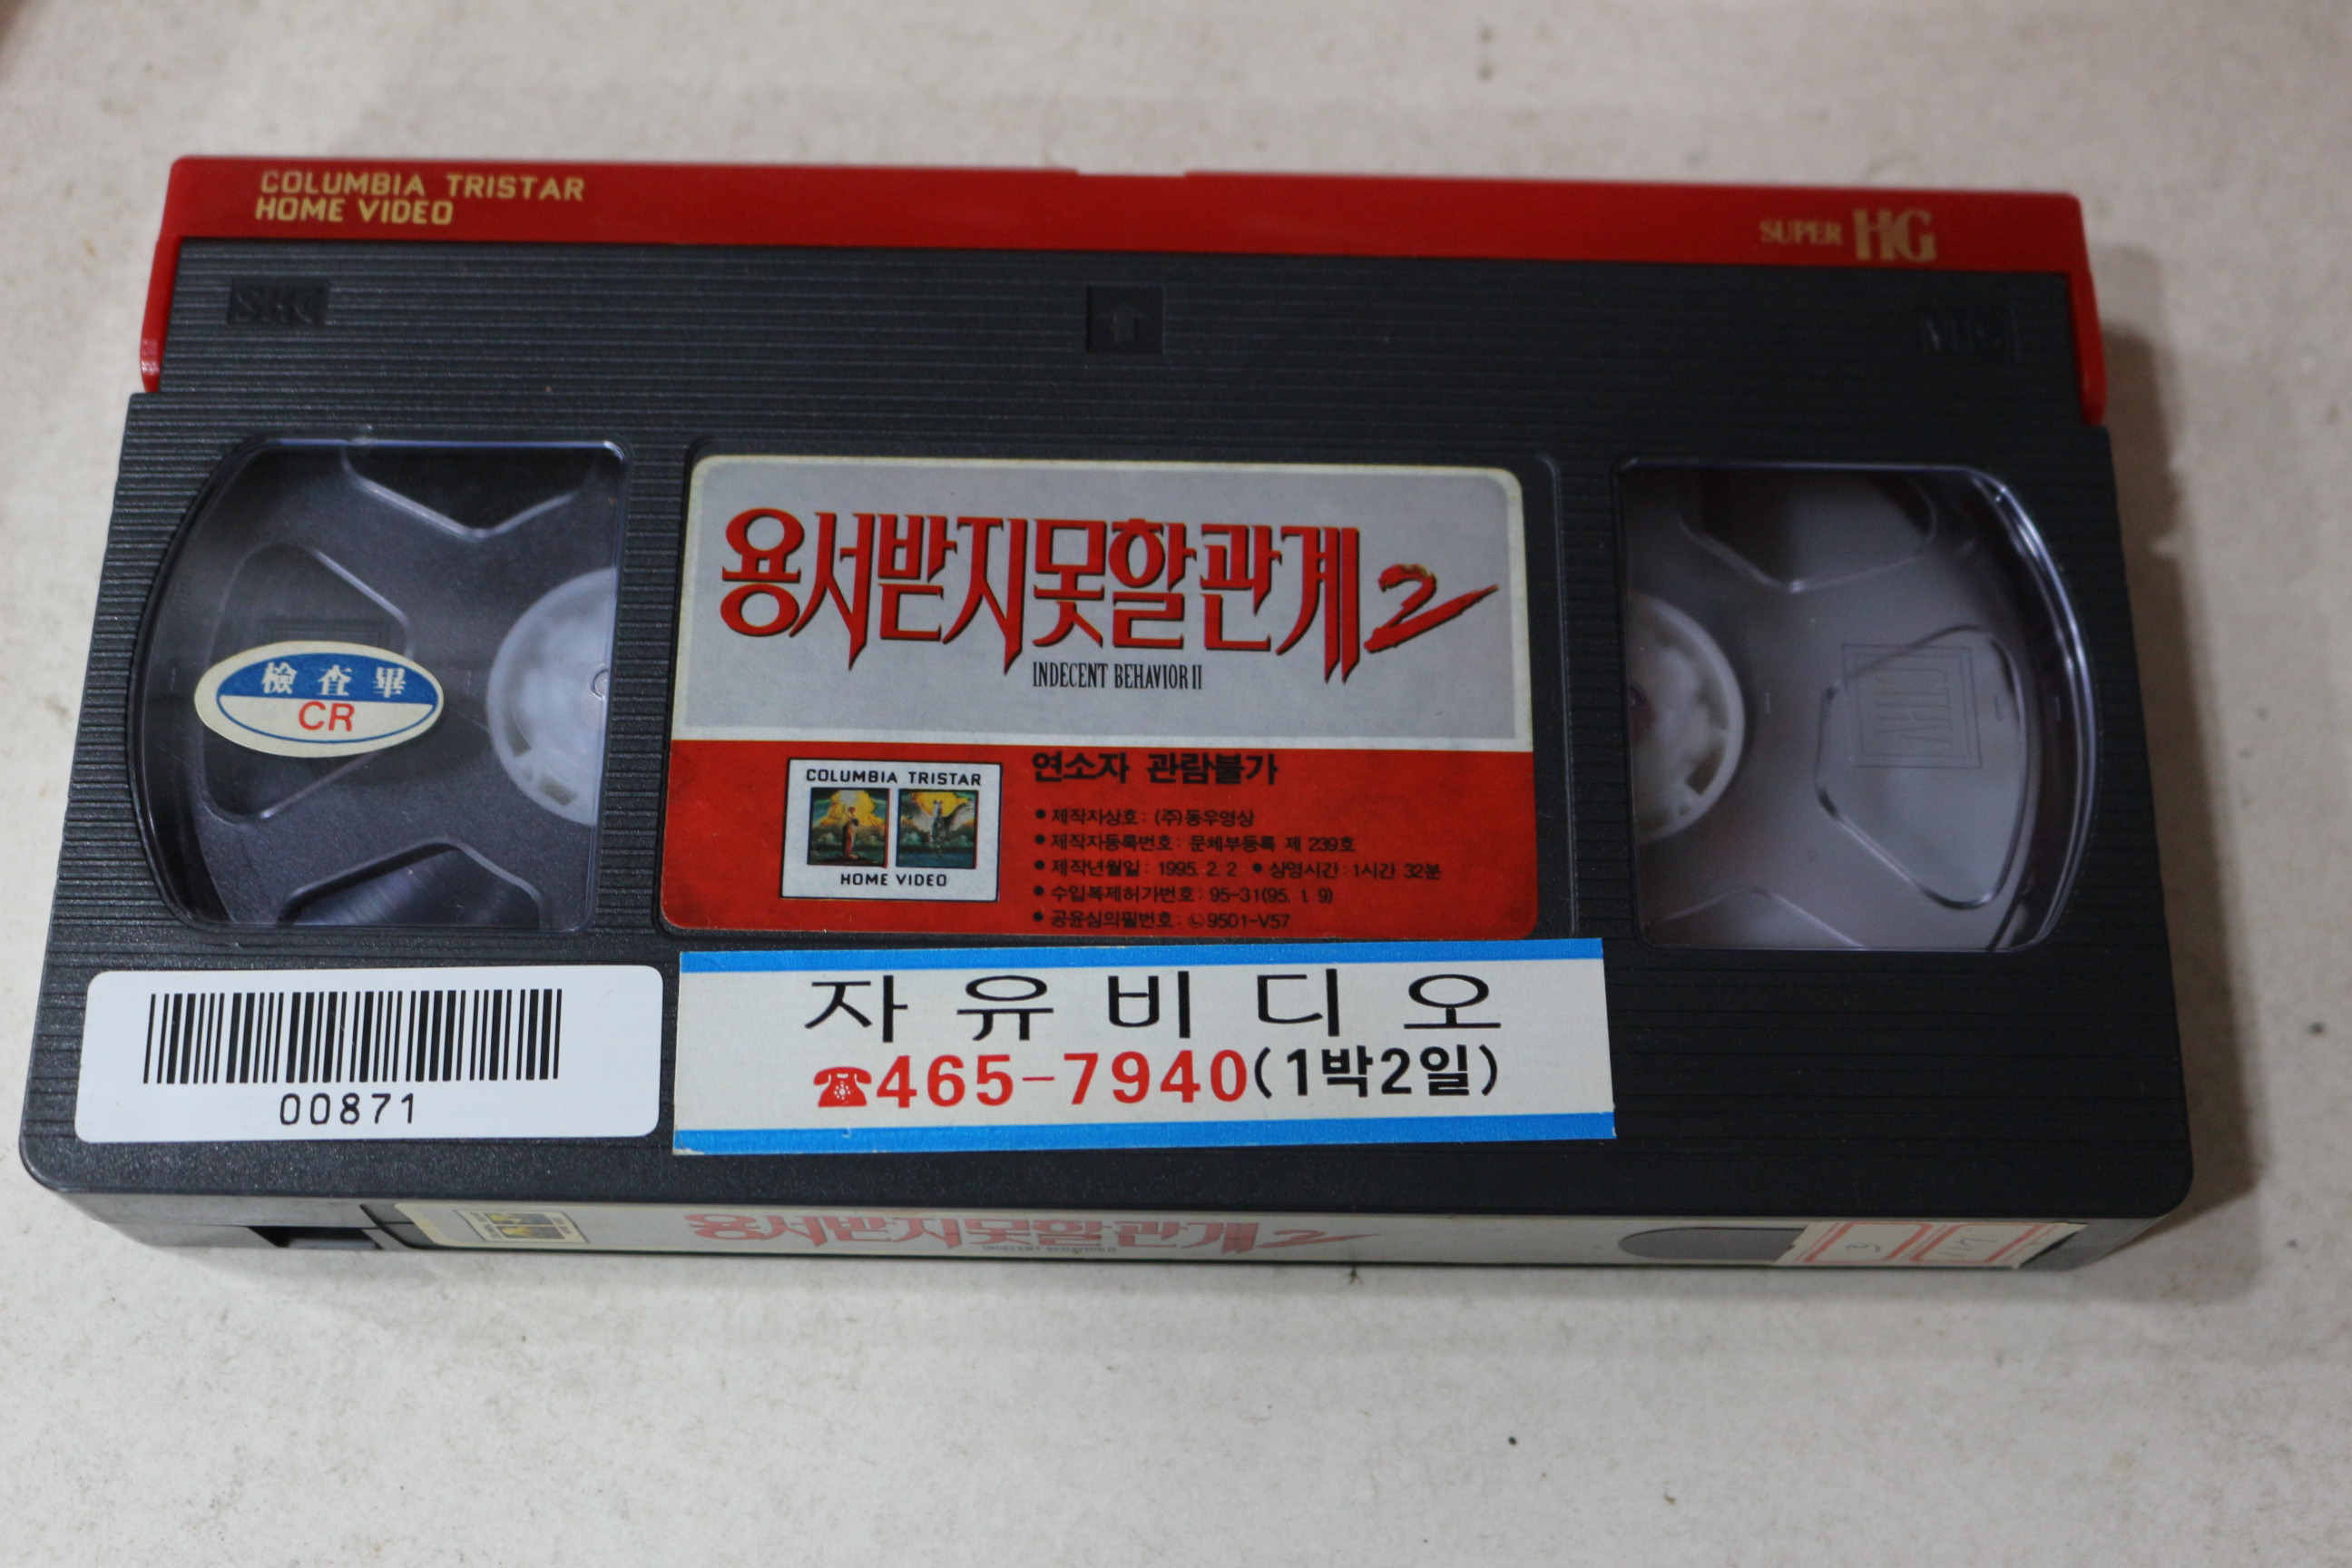 COLUMBIA TRISTAR
HOME VIDEO
SUPER HG
용서받지못할관계2
INDECENT BEHAVIOR II
檢査畢
CR
COLUMBIA TRISTAR
HOME VIDEO
연소자 관람불가
● 제작자상호 : (주)동우영상
● 제작자등록번호 : 문체부등록 제 239호
● 제작년월일 : 1995. 2. 2 ● 상영시간 : 1시간 32분
● 수입복제허가번호 : 95-31(95. 1. 9)
● 공윤심의필번호 : 9501-V57
00871
자유비디오
☎465-7940(1박2일)
용서받지못할관계2
INDECENT BEHAVIOR II